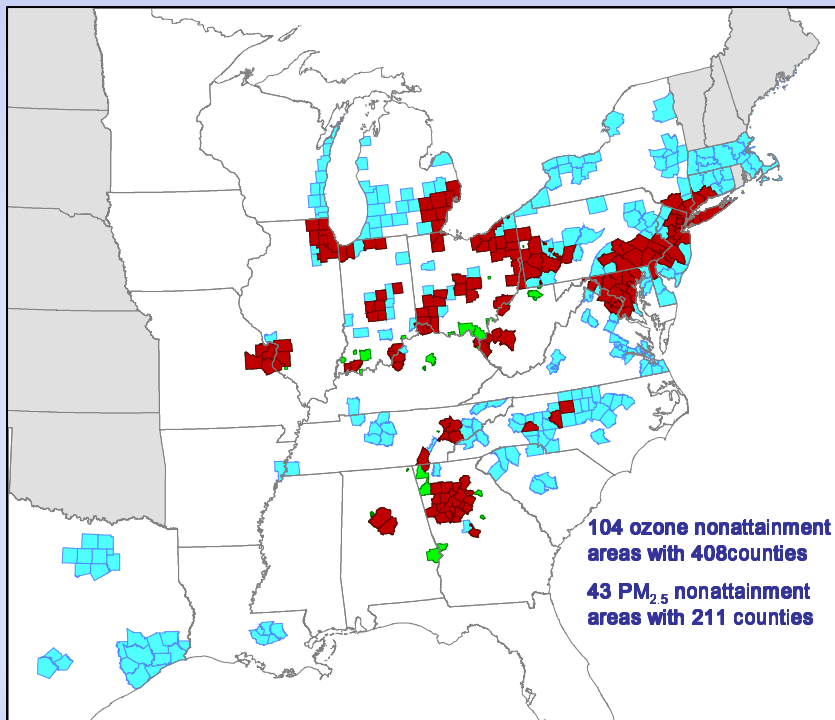 104 ozone nonattainment
areas with 408counties
43 PM2.5 nonattainment
areas with 211 counties